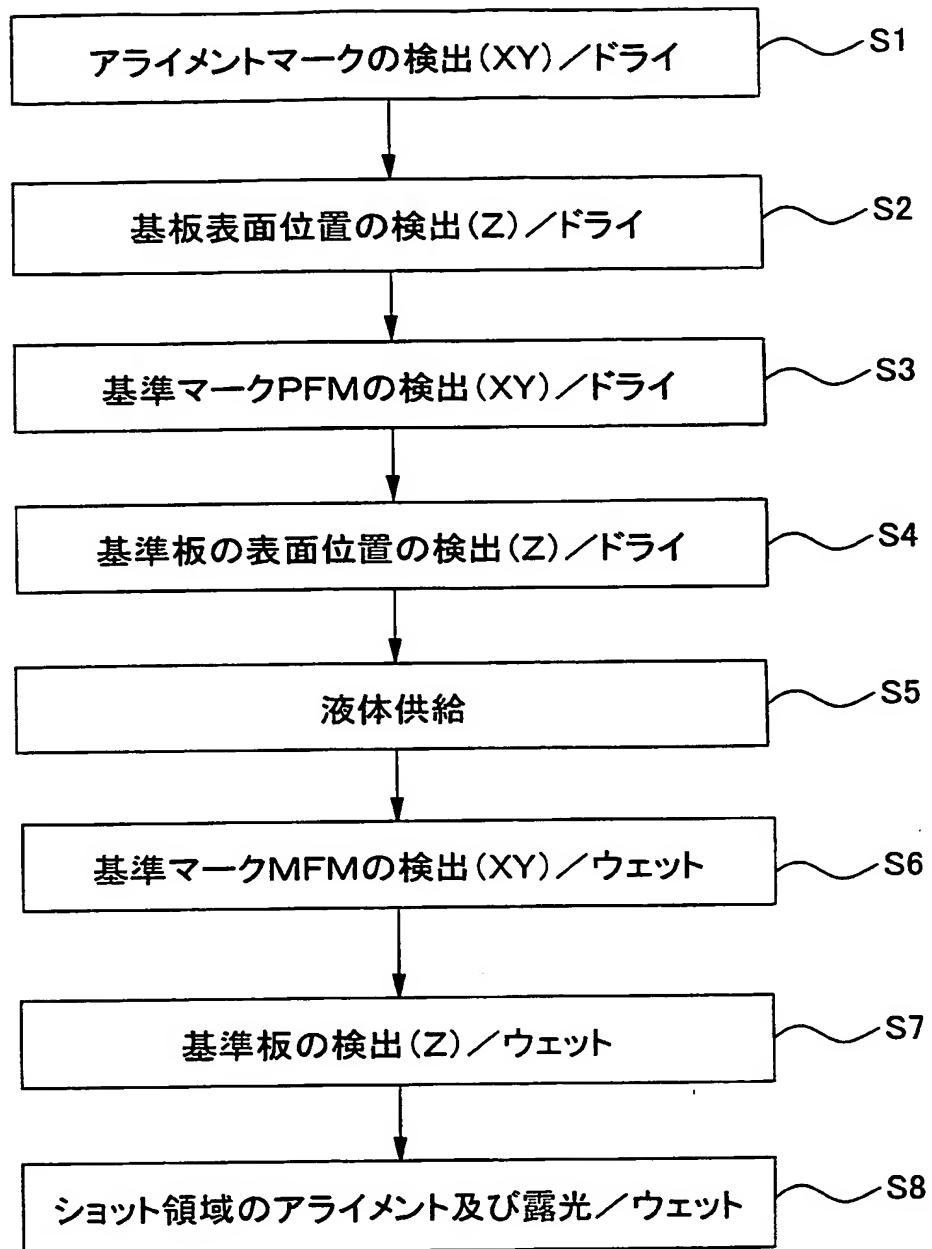 アライメントマークの検出(XY)／ドライ
S1
基板表面位置の検出(Z)／ドライ
S2
基準マークPFMの検出(XY)／ドライ
S3
基準板の表面位置の検出(Z)／ドライ
S4
液体供給
S5
基準マークMFMの検出(XY)／ウェット
S6
基準板の検出(Z)／ウェット
S7
ショット領域のアライメント及び露光／ウェット
S8